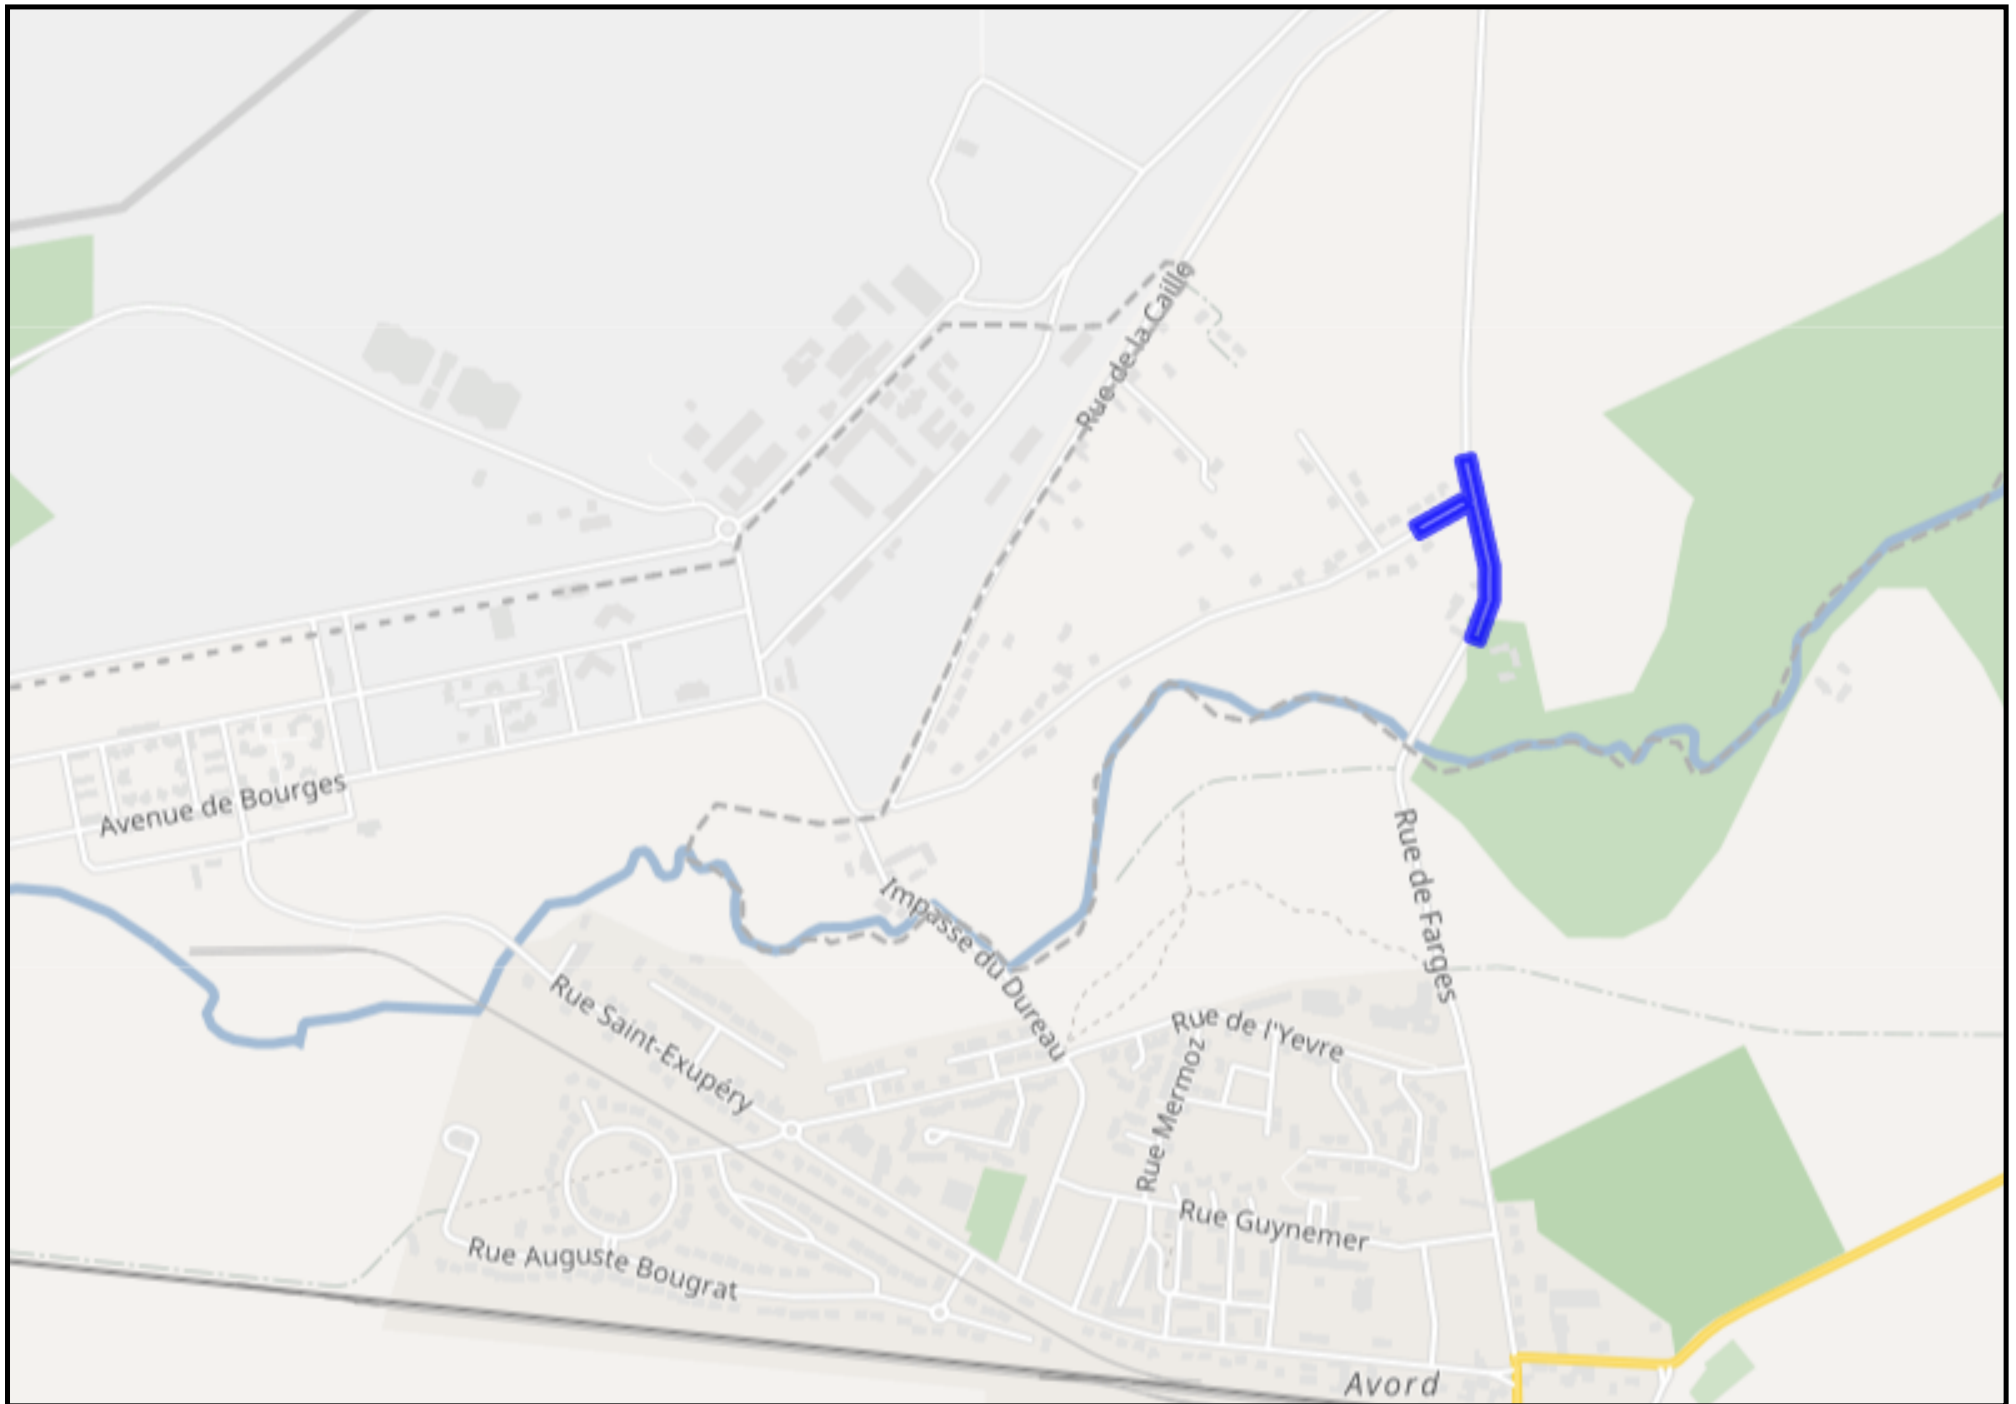 Rue de la Caille
Avenue de Bourges
Rue de Farges
Impasse du Dureau
Rue Saint-Exupéry
Rue de l'Yevre
Rue Mermoz
Rue Guynemer
Rue Auguste Bougrat
Avord